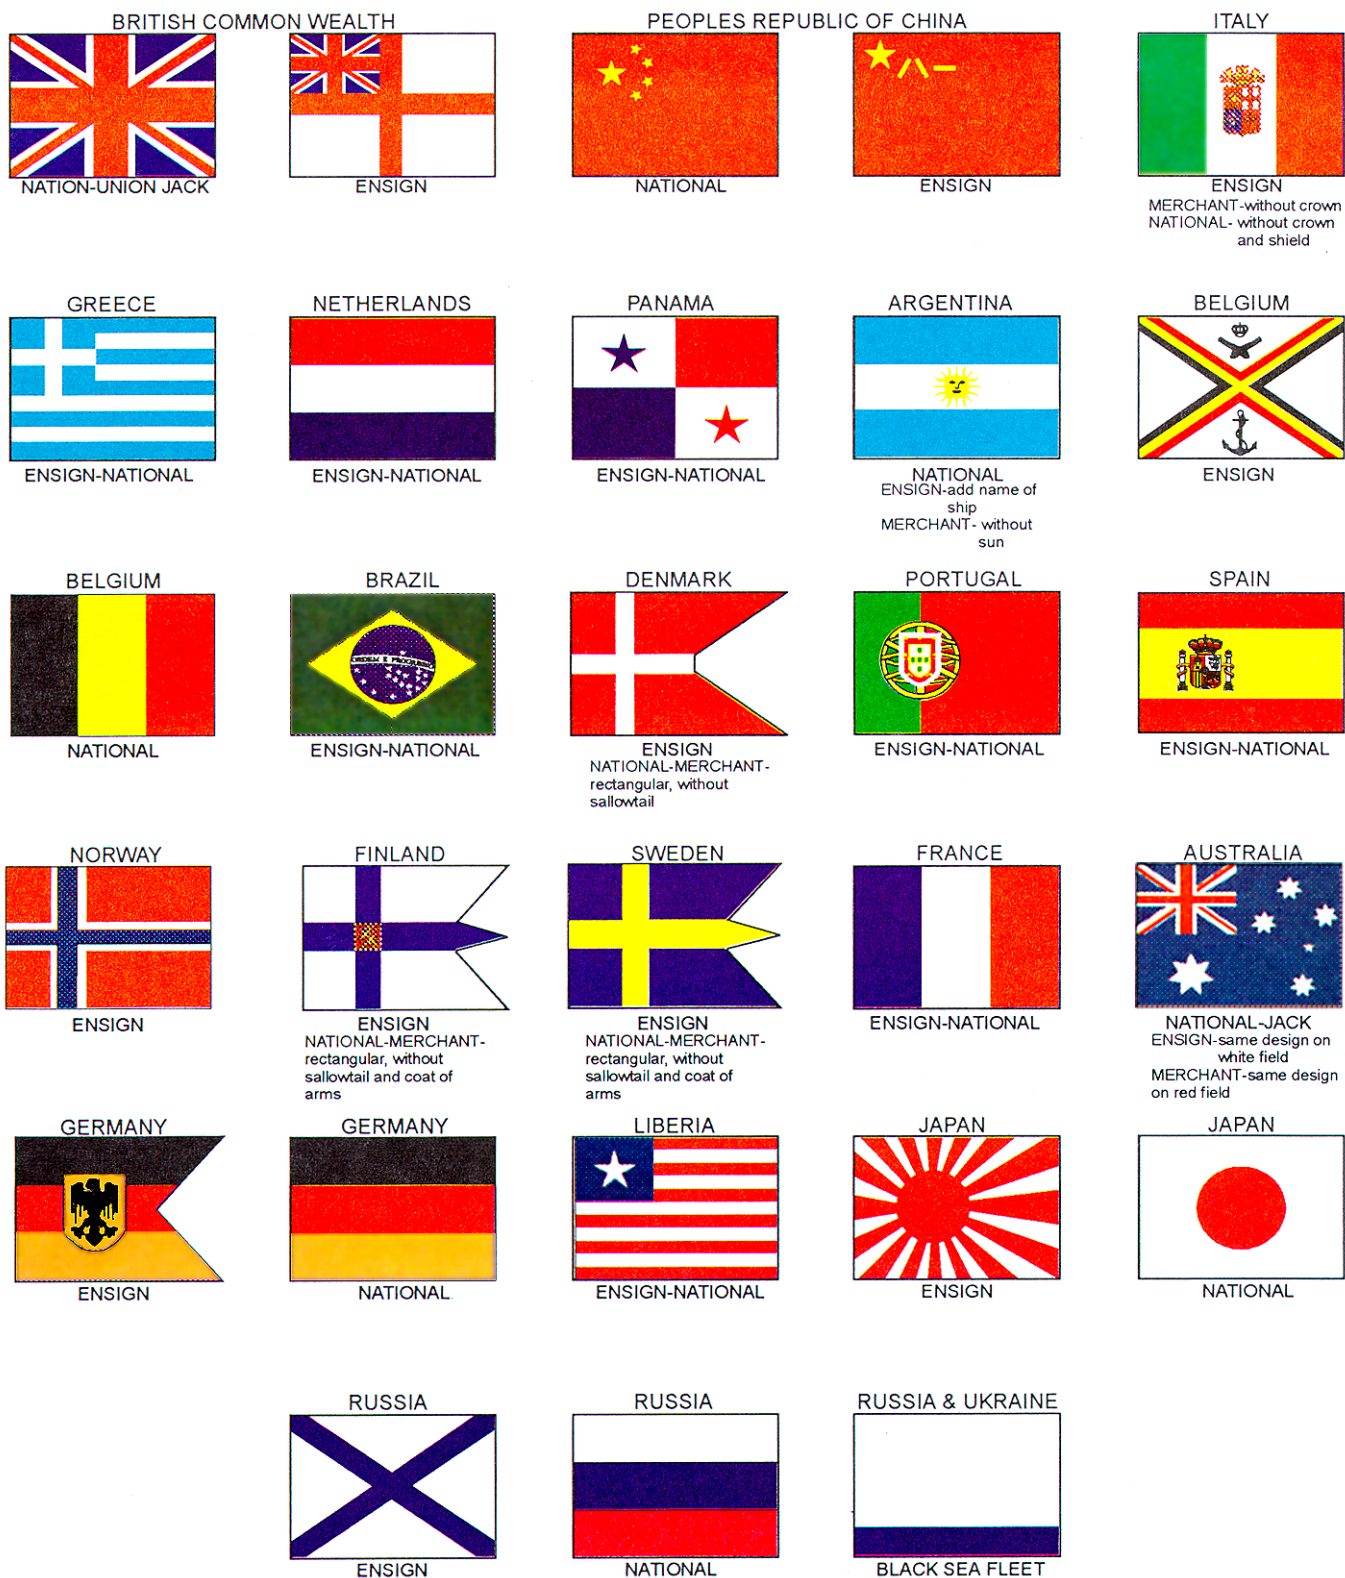 BRITISH COMMON WEALTH
PEOPLES REPUBLIC OF CHINA
ITALY
NATION-UNION JACK
ENSIGN
NATIONAL
ENSIGN
ENSIGN
MERCHANT-without crown
NATIONAL- without crown
and shield
GREECE
NETHERLANDS
PANAMA
ARGENTINA
BELGIUM
ENSIGN-NATIONAL
ENSIGN-NATIONAL
ENSIGN-NATIONAL
NATIONAL
ENSIGN-add name of
ship
MERCHANT- without
sun
ENSIGN
BELGIUM
BRAZIL
DENMARK
PORTUGAL
SPAIN
ORDEM E PROGRESSO
NATIONAL
ENSIGN-NATIONAL
ENSIGN
NATIONAL-MERCHANT-
rectangular, without
sallowtail
ENSIGN-NATIONAL
ENSIGN-NATIONAL
NORWAY
FINLAND
SWEDEN
FRANCE
AUSTRALIA
ENSIGN
ENSIGN
NATIONAL-MERCHANT-
rectangular, without
sallowtail and coat of
arms
ENSIGN
NATIONAL-MERCHANT-
rectangular, without
sallowtail and coat of
arms
ENSIGN-NATIONAL
NATIONAL-JACK
ENSIGN-same design on
white field
MERCHANT-same design
on red field
GERMANY
GERMANY
LIBERIA
JAPAN
JAPAN
ENSIGN
NATIONAL
ENSIGN-NATIONAL
ENSIGN
NATIONAL
RUSSIA
RUSSIA
RUSSIA & UKRAINE
ENSIGN
NATIONAL
BLACK SEA FLEET